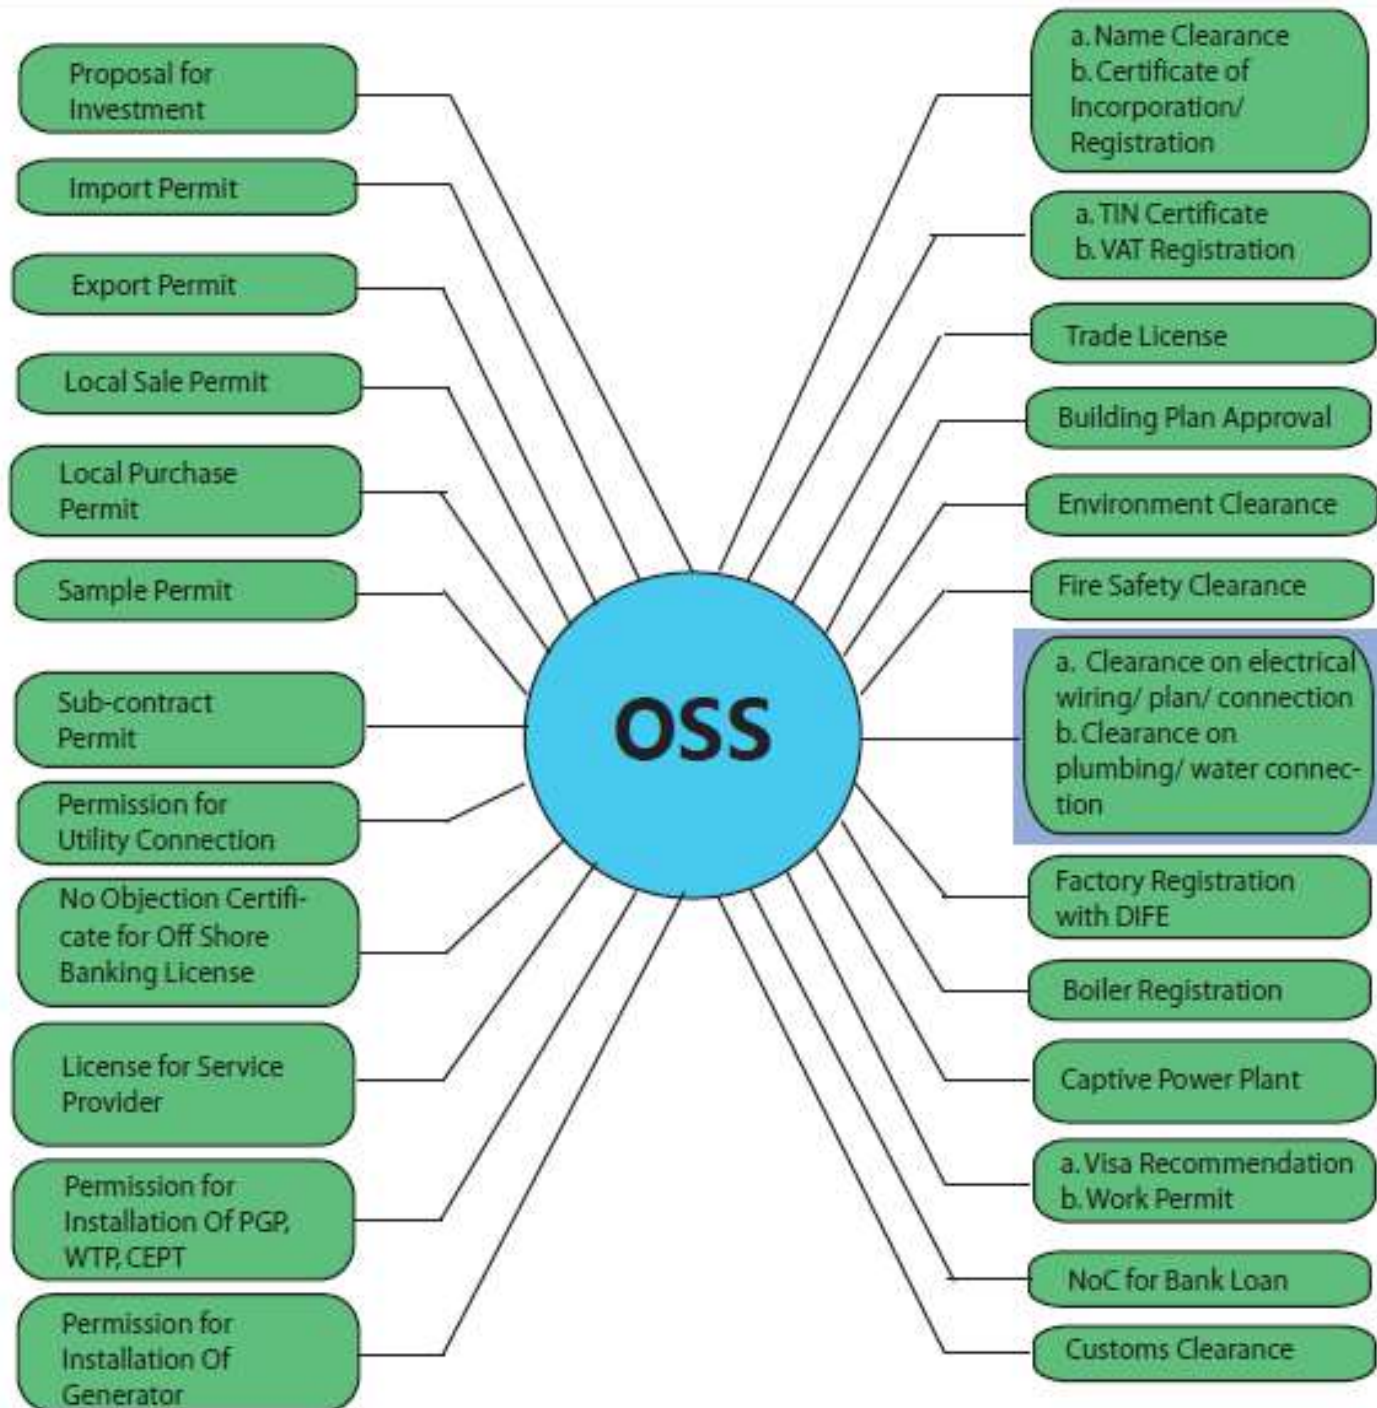 Proposal for
Investment
Import Permit
Export Permit
Local Sale Permit
Local Purchase
Permit
Sample Permit
Sub-contract
Permit
Permission for
Utility Connection
No Objection Certifi-
cate for Off Shore
Banking License
License for Service
Provider
Permission for
Installation Of PGP,
WTP, CEPT
Permission for
Installation Of
Generator
OSS
a. Name Clearance
b. Certificate of
Incorporation/
Registration
a. TIN Certificate
b. VAT Registration
Trade License
Building Plan Approval
Environment Clearance
Fire Safety Clearance
a. Clearance on electrical
wiring/ plan/ connection
b. Clearance on
plumbing/ water connec-
tion
Factory Registration
with DIFE
Boiler Registration
Captive Power Plant
a. Visa Recommendation
b. Work Permit
NoC for Bank Loan
Customs Clearance